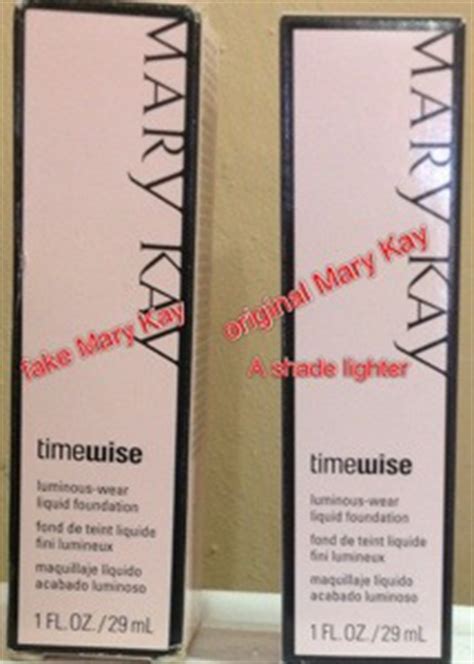 MARY KAY
fake Mary Kay
timewise
luminous-wear
liquid foundation
fond de teint liquide
fini lumineux
maquillaje líquido
acabado luminoso
1 FL. OZ. / 29 mL
MARY KAY
original Mary Kay
A shade lighter
timewise
luminous-wear
liquid foundation
fond de teint liquide
fini lumineux
maquillaje líquido
acabado luminoso
1 FL. OZ. / 29 mL